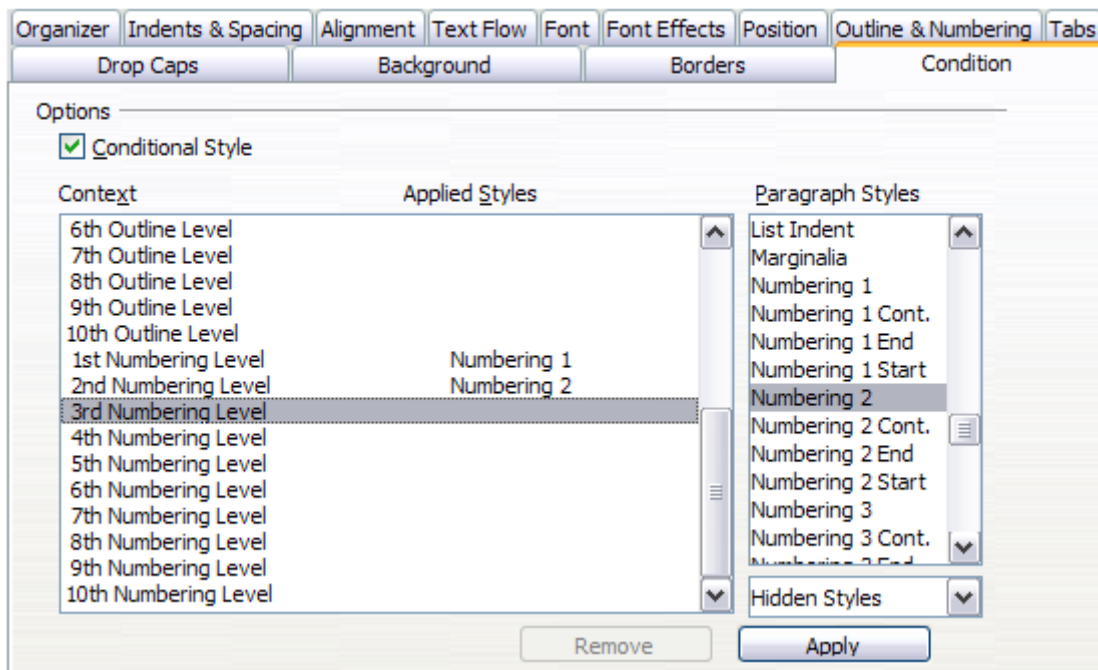 Organizer Indents & Spacing Alignment Text Flow Font Font Effects Position Outline & Numbering Tabs
Drop Caps Background Borders Condition
Options
Conditional Style
Context Applied Styles Paragraph Styles
6th Outline Level
7th Outline Level
8th Outline Level
9th Outline Level
10th Outline Level
1st Numbering Level Numbering 1
2nd Numbering Level Numbering 2
3rd Numbering Level
4th Numbering Level
5th Numbering Level
6th Numbering Level
7th Numbering Level
8th Numbering Level
9th Numbering Level
10th Numbering Level
List Indent
Marginalia
Numbering 1
Numbering 1 Cont.
Numbering 1 End
Numbering 1 Start
Numbering 2
Numbering 2 Cont.
Numbering 2 End
Numbering 2 Start
Numbering 3
Numbering 3 Cont.
Numbering 3 End
Hidden Styles
Remove Apply